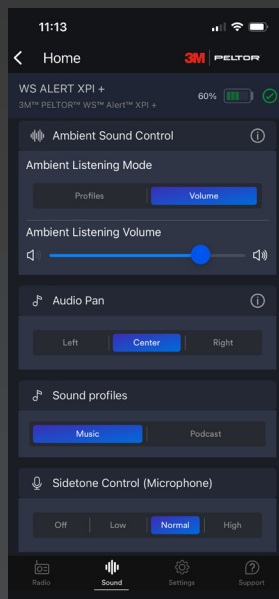 11:13
Home
3M PELTOR
WS ALERT XPI +
60%
3M™ PELTOR™ WS™ Alert™ XPI +
Ambient Sound Control
Ambient Listening Mode
Profiles Volume
Ambient Listening Volume
Audio Pan
Left Center Right
Sound profiles
Music Podcast
Sidetone Control (Microphone)
Off Low Normal High
Radio Sound Settings Support